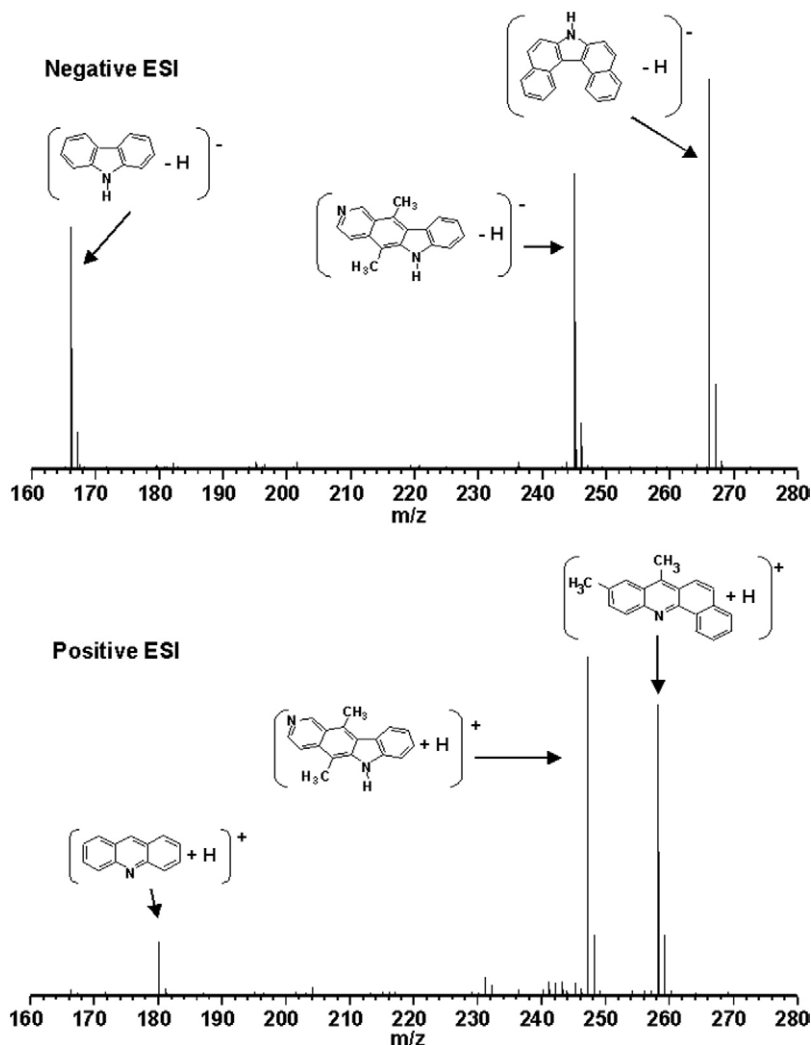 Negative ESI
N
H
- H
-
N
H
- H
-
N
CH3
H3C
N
H
- H
-
160 170 180 190 200 210 220 230 240 250 260 270 280
m/z
Positive ESI
CH3
H3C
N
+ H
+
N
CH3
H3C
N
H
+ H
+
N
+ H
+
160 170 180 190 200 210 220 230 240 250 260 270 280
m/z